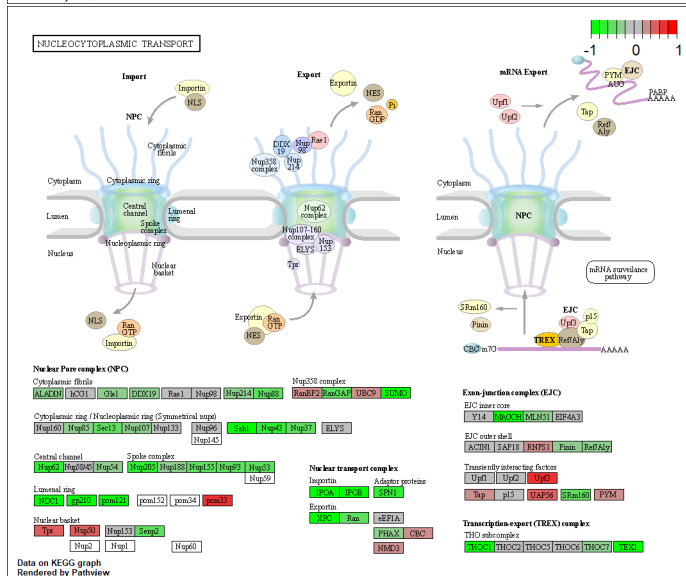 NUCLEOCYTOPLASMIC TRANSPORT
-1 0 1
Import
Importin
NLS
NPC
Cytoplasmic
fibrils
Cytoplasm
Cytoplasmic ring
Lumen
Central
channel
Lumenal
ring
Spoke
complex
Nucleoplasmic ring
Nucleus
Nuclear
basket
NLS
Ran
GTP
Importin
Export
Exportin
NES
Ran
GDP
Pi
DDX
19
Nup
98
Rae1
Nup358
complex
Nup
214
Nup62
complex
Nup107-160
complex
ELYS
Nup
153
Tpr
Exportin
Ran
GTP
NES
mRNA Export
PYM
EJC
AUG
PABP
AAAAA
Upf1
Upf2
Tap
Ref/
Aly
Cytoplasm
Lumen
NPC
Nucleus
mRNA surveilance
pathway
SRm160
Pinin
EJC
p15
Upf3
Tap
TREX
Ref/Aly
CBC
m7G
AAAAA
Nuclear Pore complex (NPC)
Cytoplasmic fibrils
Nup358 complex
ALADIN hCG1 Gle1 DDX19 Rae1 Nup98 Nup214 Nup88
RanBP2 RanGAP UBC9 SUMO
Cytoplasmic ring / Nucleoplasmic ring (Symmetrical nups)
Nup160 Nup85 Sec13 Nup107 Nup133 Nup96 Seh1 Nup43 Nup37 ELYS
Nup145
Central channel
Spoke complex
Nup62 Nup58/45 Nup54 Nup205 Nup188 Nup155 Nup93 Nup53
Nup59
Lumenal ring
NDC1 gp210 pom121 pom152 pom34 pom33
Nuclear basket
Tpr Nup50 Nup153 Senp2
Nup2 Nup1 Nup60
Nuclear transport complex
Importin
Adaptor proteins
IPOA IPOB SPN1
Exportin
XPO Ran eEF1A
PHAX CBC
NMD3
Exon-junction complex (EJC)
EJC inner core
Y14 MAGOH MLN51 EIF4A3
EJC outer shell
ACIN1 SAP18 RNPS1 Pinin Ref/Aly
Transiently interacting factors
Upf1 Upf2 Upf3
Tap p15 UAP56 SRm160 PYM
Transcription-export (TREX) complex
THO subcomplex
THOC1 THOC2 THOC5 THOC6 THOC7 TEX1
Data on KEGG graph
Rendered by Pathview